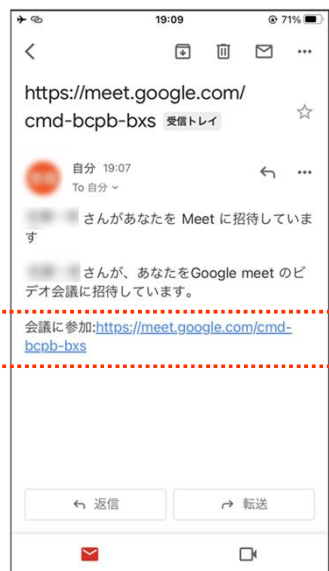 19:09
71%
https://meet.google.com/
cmd-bcpb-bxs 受信トレイ
自分 19:07
To 自分
さんがあなたを Meet に招待していま
す
さんが、あなたをGoogle meet のビ
デオ会議に招待しています。
会議に参加:https://meet.google.com/cmd-
bcpb-bxs
返信
転送